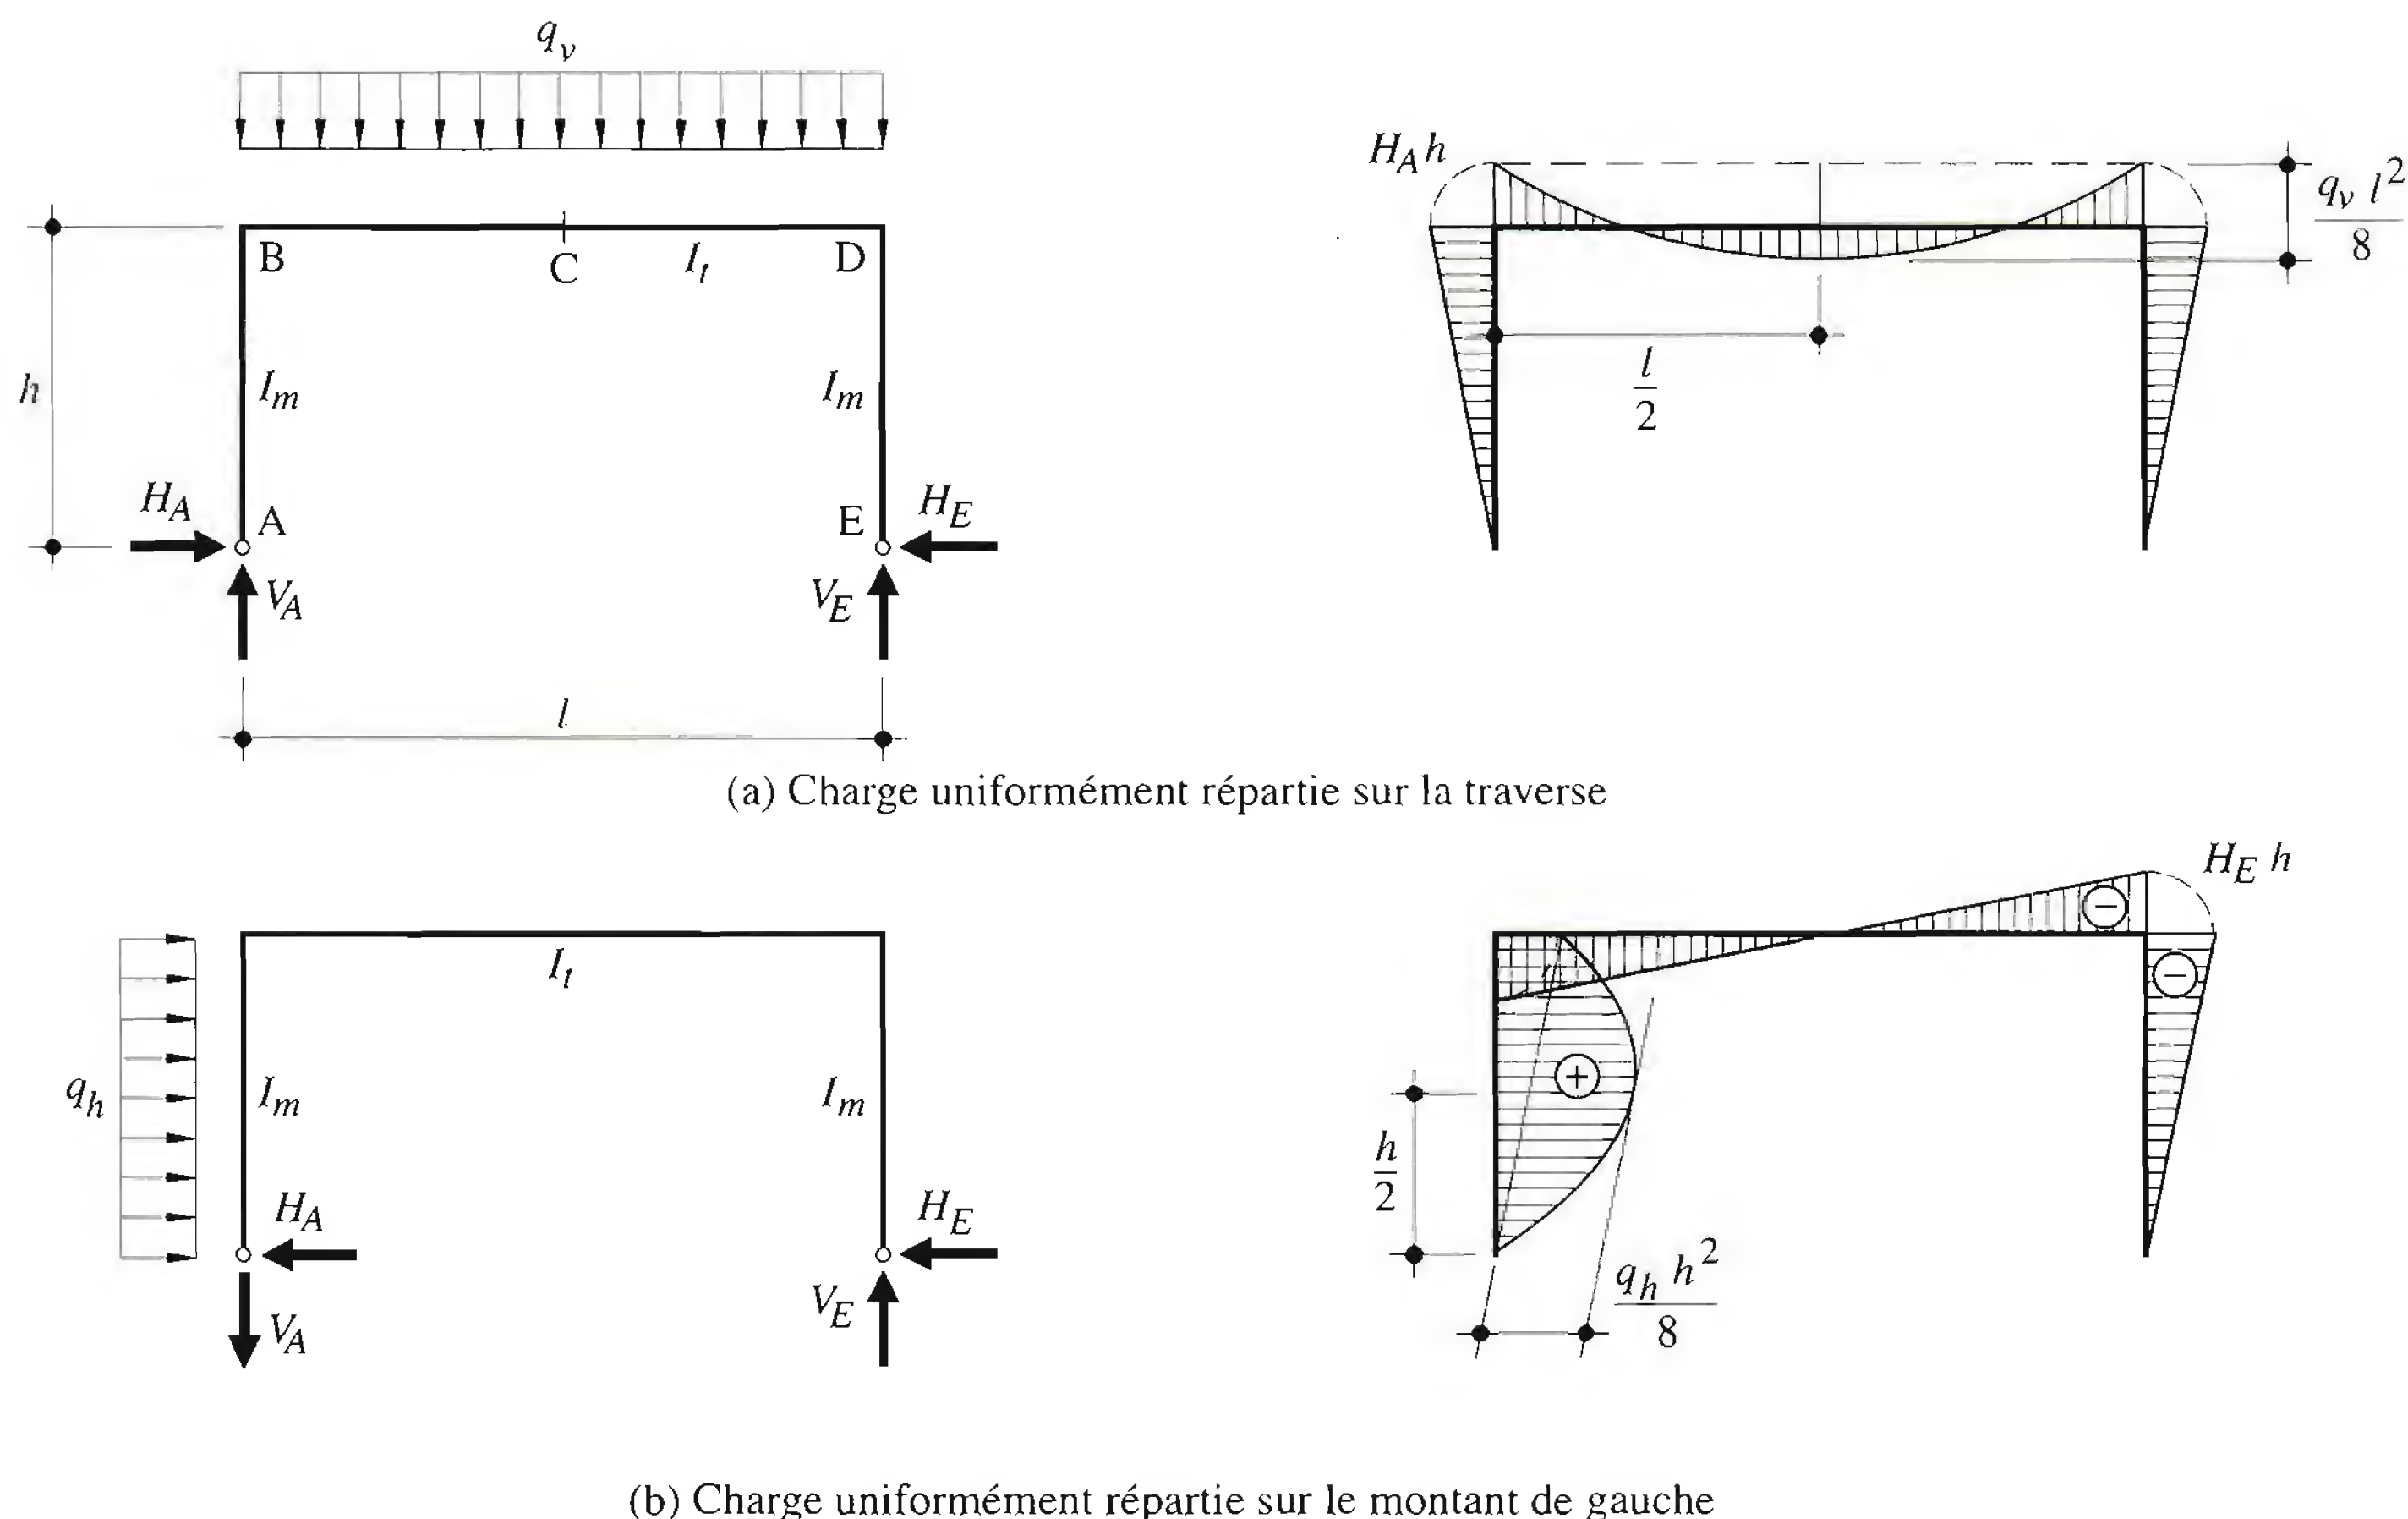 q_v
H_A h
q_v l^2
8
B
C
I_t
D
h
I_m
I_m
l
2
H_A
A
E
H_E
V_A
V_E
l
(a) Charge uniformément répartie sur la traverse
H_E h
I_t
q_h
I_m
I_m
h
2
H_A
H_E
V_A
V_E
q_h h^2
8
−
−
+
(b) Charge uniformément répartie sur le montant de gauche